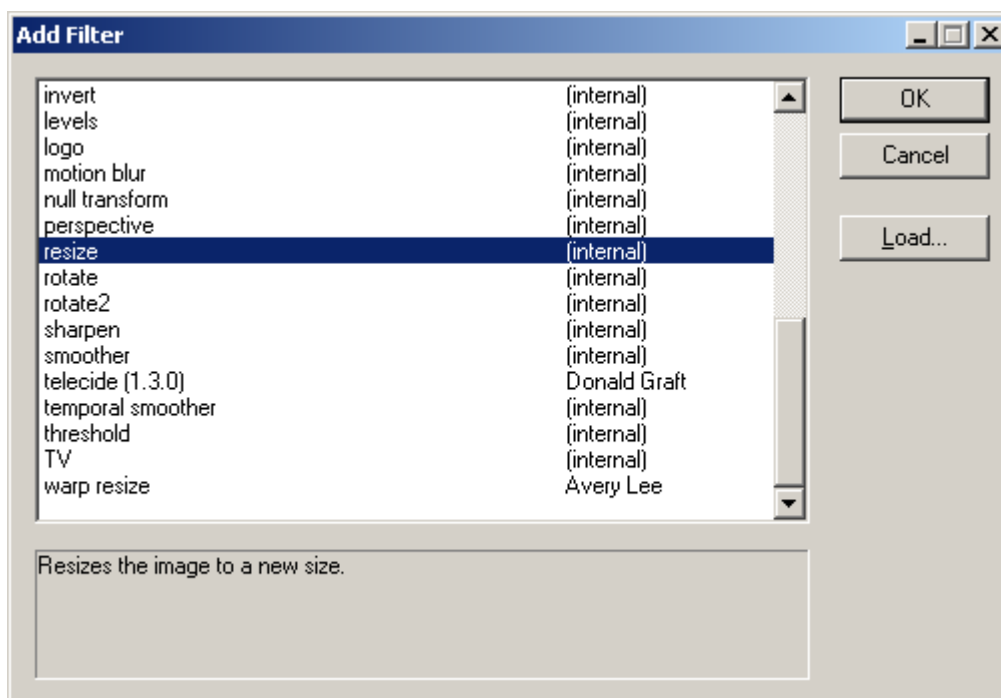 Add Filter
invert (internal)
levels (internal)
logo (internal)
motion blur (internal)
null transform (internal)
perspective (internal)
resize (internal)
rotate (internal)
rotate2 (internal)
sharpen (internal)
smoother (internal)
telecide (1.3.0) Donald Graft
temporal smoother (internal)
threshold (internal)
TV (internal)
warp resize Avery Lee
OK
Cancel
Load...
Resizes the image to a new size.